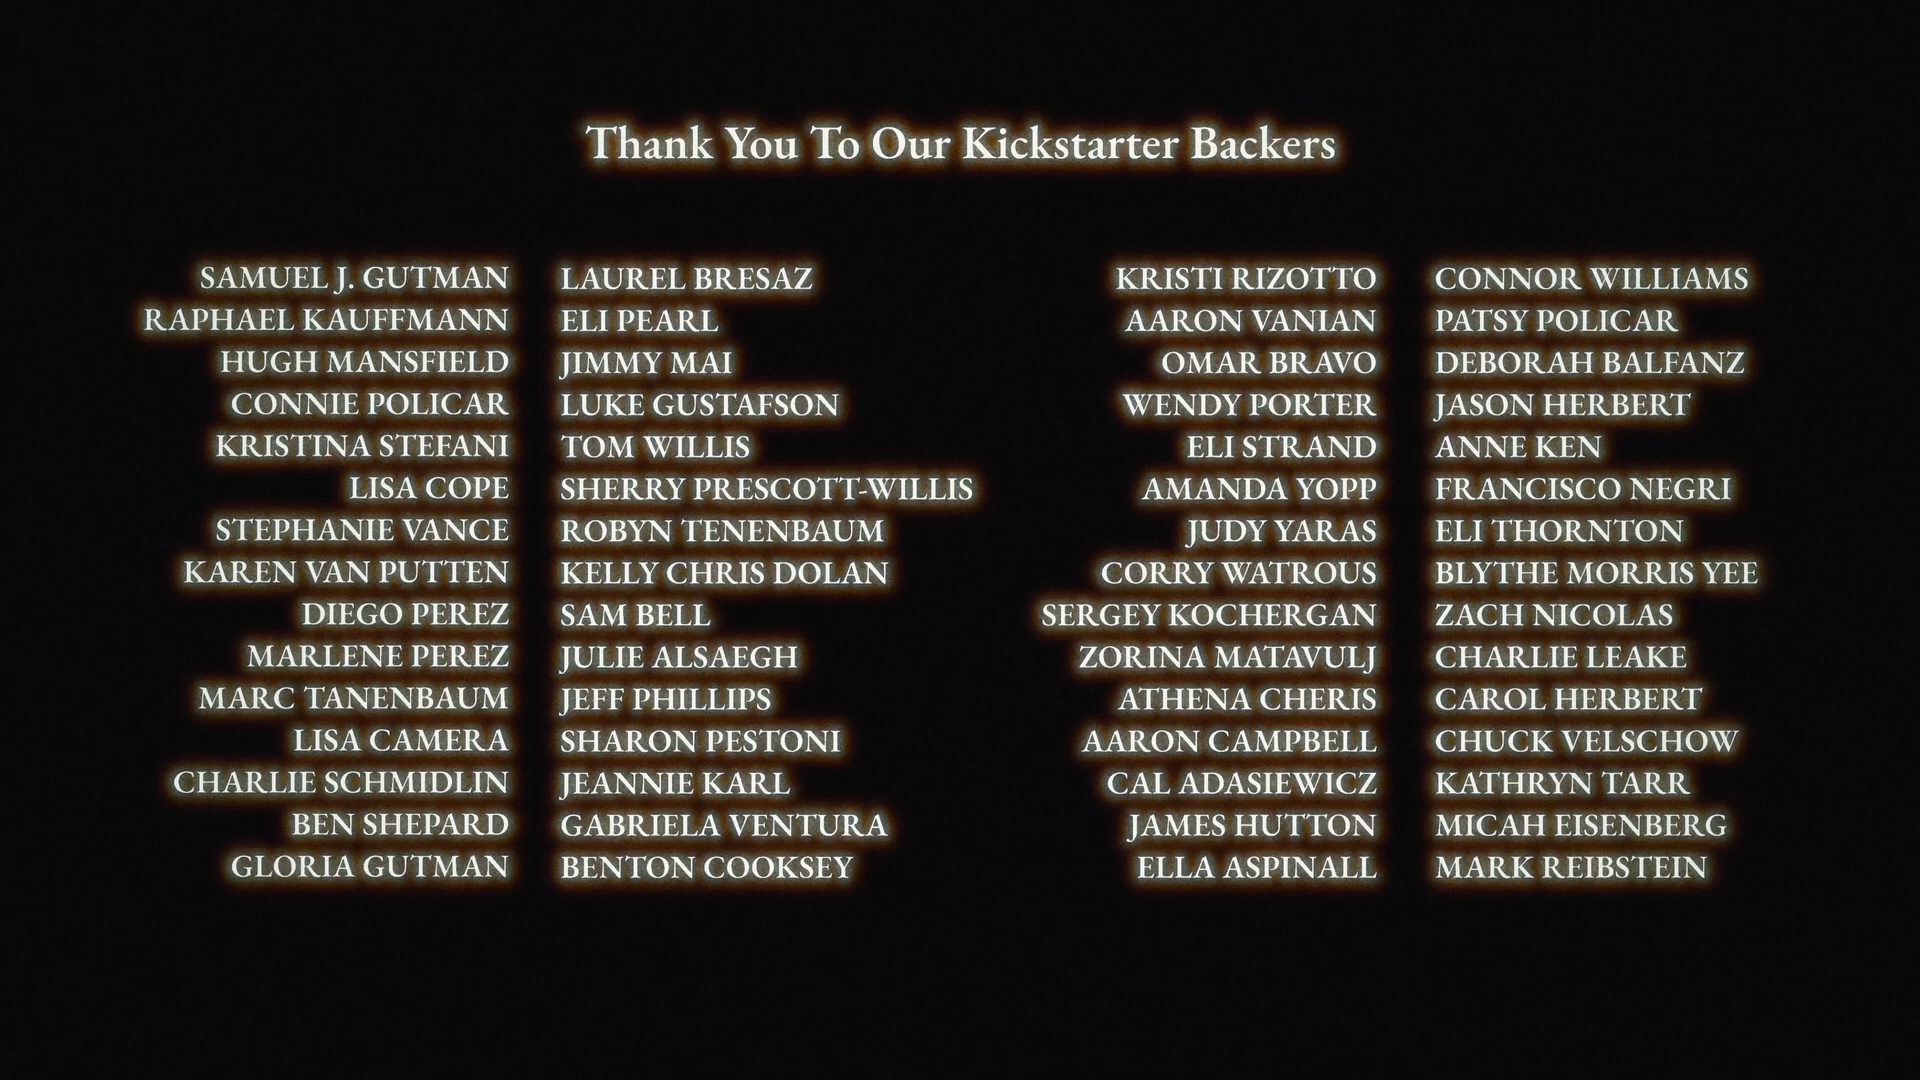 Thank You To Our Kickstarter Backers
SAMUEL J. GUTMAN
RAPHAEL KAUFFMANN
HUGH MANSFIELD
CONNIE POLICAR
KRISTINA STEFANI
LISA COPE
STEPHANIE VANCE
KAREN VAN PUTTEN
DIEGO PEREZ
MARLENE PEREZ
MARC TANENBAUM
LISA CAMERA
CHARLIE SCHMIDLIN
BEN SHEPARD
GLORIA GUTMAN
LAUREL BRESAZ
ELI PEARL
JIMMY MAI
LUKE GUSTAFSON
TOM WILLIS
SHERRY PRESCOTT-WILLIS
ROBYN TENENBAUM
KELLY CHRIS DOLAN
SAM BELL
JULIE ALSAEGH
JEFF PHILLIPS
SHARON PESTONI
JEANNIE KARL
GABRIELA VENTURA
BENTON COOKSEY
KRISTI RIZOTTO
AARON VANIAN
OMAR BRAVO
WENDY PORTER
ELI STRAND
AMANDA YOPP
JUDY YARAS
CORRY WATROUS
SERGEY KOCHERGAN
ZORINA MATAVULJ
ATHENA CHERIS
AARON CAMPBELL
CAL ADASIEWICZ
JAMES HUTTON
ELLA ASPINALL
CONNOR WILLIAMS
PATSY POLICAR
DEBORAH BALFANZ
JASON HERBERT
ANNE KEN
FRANCISCO NEGRI
ELI THORNTON
BLYTHE MORRIS YEE
ZACH NICOLAS
CHARLIE LEAKE
CAROL HERBERT
CHUCK VELSCHOW
KATHRYN TARR
MICAH EISENBERG
MARK REIBSTEIN